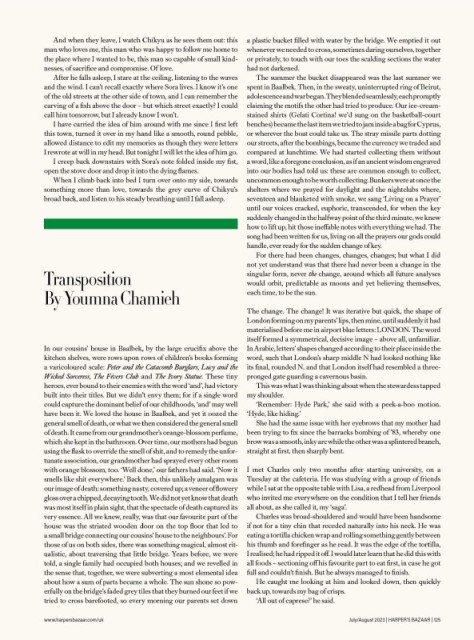 And when they leave, I watch Chikyu as he sees them out: this
man who loves me, this man who was happy to follow me home to
the place where I wanted to be, this man so capable of small kind-
nesses, of sacrifice and compromise. Of love.
After he falls asleep, I stare at the ceiling, listening to the waves
and the wind. I can't recall exactly where Sora lives. I know it's one
of the old streets at the other side of town, and I can remember the
carving of a fish above the door – but which street exactly? I could
call him tomorrow, but I already know I won't.
I have carried the idea of him around with me since I first left
this town, turned it over in my hand like a smooth, round pebble,
allowed distance to edit my memories as though they were letters
I rewrote at will in my head. But tonight I will let the idea of him go.
I creep back downstairs with Sora's note folded inside my fist,
open the stove door and drop it into the dying flames.
When I climb back into bed I turn over onto my side, towards
something more than love, towards the grey curve of Chikyu's
broad back, and listen to his steady breathing until I fall asleep.
Transposition
By Youmna Chamieh
In our cousins' house in Baalbek, by the large crucifix above the
kitchen shelves, were rows upon rows of children's books forming
a varicoloured scale: Peter and the Catacomb Burglars, Lucy and the
Wicked Sorceress, The Fivers Club and The Ivory Statue. These tiny
heroes, ever bound to their enemies with the word 'and', had victory
built into their titles. But we didn't envy them; for if a single word
could capture the dominant belief of our childhoods, 'and' may well
have been it. We loved the house in Baalbek, and yet it oozed the
general smell of death, or what we then considered the general smell
of death. It came from our grandmother's orange-blossom perfume,
which she kept in the bathroom. Over time, our mothers had begun
using the flask to override the smell of shit, and to remedy the unfor-
tunate association, our grandmother had sprayed every other room
with orange blossom, too. 'Well done,' our fathers had said. 'Now it
smells like shit everywhere.' Back then, this unlikely amalgam was
our image of death: something nasty, covered up; a veneer of flowery
gloss over a chipped, decaying tooth. We did not yet know that death
was most itself in plain sight, that the spectacle of death captured its
very essence. All we knew, really, was that our favourite part of the
house was the striated wooden door on the top floor that led to
a small bridge connecting our cousins' house to the neighbours'. For
those of us on both sides, there was something magical, almost rit-
ualistic, about traversing that little bridge. Years before, we were
told, a single family had occupied both houses; and we revelled in
the sense that, together, we were subverting a most elemental idea
about how a sum of parts became a whole. The sun shone so pow-
erfully on the bridge's faded grey tiles that they burned our feet if we
tried to cross barefooted, so every morning our parents set down
a plastic bucket filled with water by the bridge. We emptied it out
whenever we needed to cross, sometimes daring ourselves, together
or privately, to touch with our toes the scalding sections the water
had not darkened.
The summer the bucket disappeared was the last summer we
spent in Baalbek. Then, in the sweaty, uninterrupted ring of Beirut,
adolescence and war began. They blended seamlessly, each promptly
claiming the motifs the other had tried to produce. Our ice-cream-
stained shirts (Gelati Cortina! we'd sung on the basketball-court
benches) became the last item we tried to jam inside a bag for Cyprus,
or wherever the boat could take us. The stray missile parts dotting
our streets, after the bombings, became the currency we traded and
compared at lunchtime. We had started collecting them without
a word, like a foregone conclusion, as if an ancient wisdom engraved
into our bodies had told us: these are common enough to collect,
uncommon enough to be worth collecting. Bunkers were at once the
shelters where we prayed for daylight and the nightclubs where,
seventeen and blanketed with smoke, we sang 'Living on a Prayer'
until our voices cracked, euphoric, transcended, for when the key
suddenly changed in the halfway point of the third minute, we knew
how to lift up, hit those ineffable notes with everything we had. The
song had been written for us, living on all the prayers our gods could
handle, ever ready for the sudden change of key.
For there had been changes, changes, changes; but what I did
not yet understand was that there had never been a change in the
singular form, never the change, around which all future analyses
would orbit, predictable as moons and yet believing themselves,
each time, to be the sun.
The change. The change! It was iterative but quick, the shape of
London forming on my parents' lips, then mine, until suddenly it had
materialised before me in airport blue letters: LONDON. The word
itself formed a symmetrical, decisive image – above all, unfamiliar.
In Arabic, letters' shapes changed according to their place inside the
word, such that London's sharp middle N had looked nothing like
its final, rounded N, and that London itself had resembled a three-
pronged gate guarding a cavernous basin.
This was what I was thinking about when the stewardess tapped
my shoulder.
'Remember: Hyde Park,' she said with a peek-a-boo motion.
'Hyde, like hiding.'
She had the same issue with her eyebrows that my mother had
been trying to fix since the barracks bombing of '83, whereby one
brow was a smooth, inky arc while the other was a splintered branch,
straight at first, then sharply bent.
I met Charles only two months after starting university, on a
Tuesday at the cafeteria. He was studying with a group of friends
while I sat at the opposite table with Lisa, a redhead from Liverpool
who invited me everywhere on the condition that I tell her friends
all about, as she called it, my 'saga'.
Charles was broad-shouldered and would have been handsome
if not for a tiny chin that receded naturally into his neck. He was
eating a tortilla chicken wrap and rolling something gently between
his thumb and forefinger as he read. It was the edge of the tortilla,
I realised; he had ripped it off. I would later learn that he did this with
all foods – sectioning off his favourite part to eat first, in case he got
full and couldn't finish. But he always managed to finish.
He caught me looking at him and looked down, then quickly
back up, towards my bag of crisps.
'All out of capresc?' he said.
www.harpersbazaar.com/uk
July/August 2023 | HARPER'S BAZAAR | 125